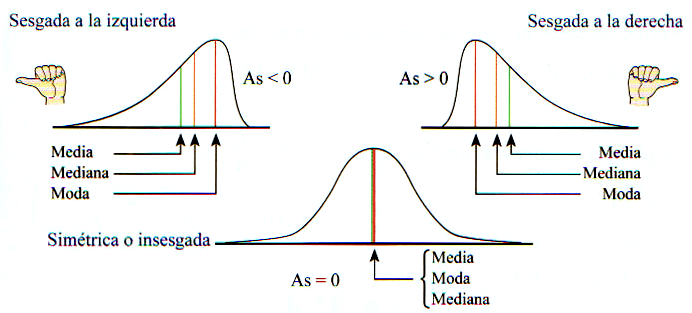 Sesgada a la izquierda
As < 0
Media
Mediana
Moda
Sesgada a la derecha
As > 0
Media
Mediana
Moda
Simétrica o insesgada
As = 0
Media
Moda
Mediana